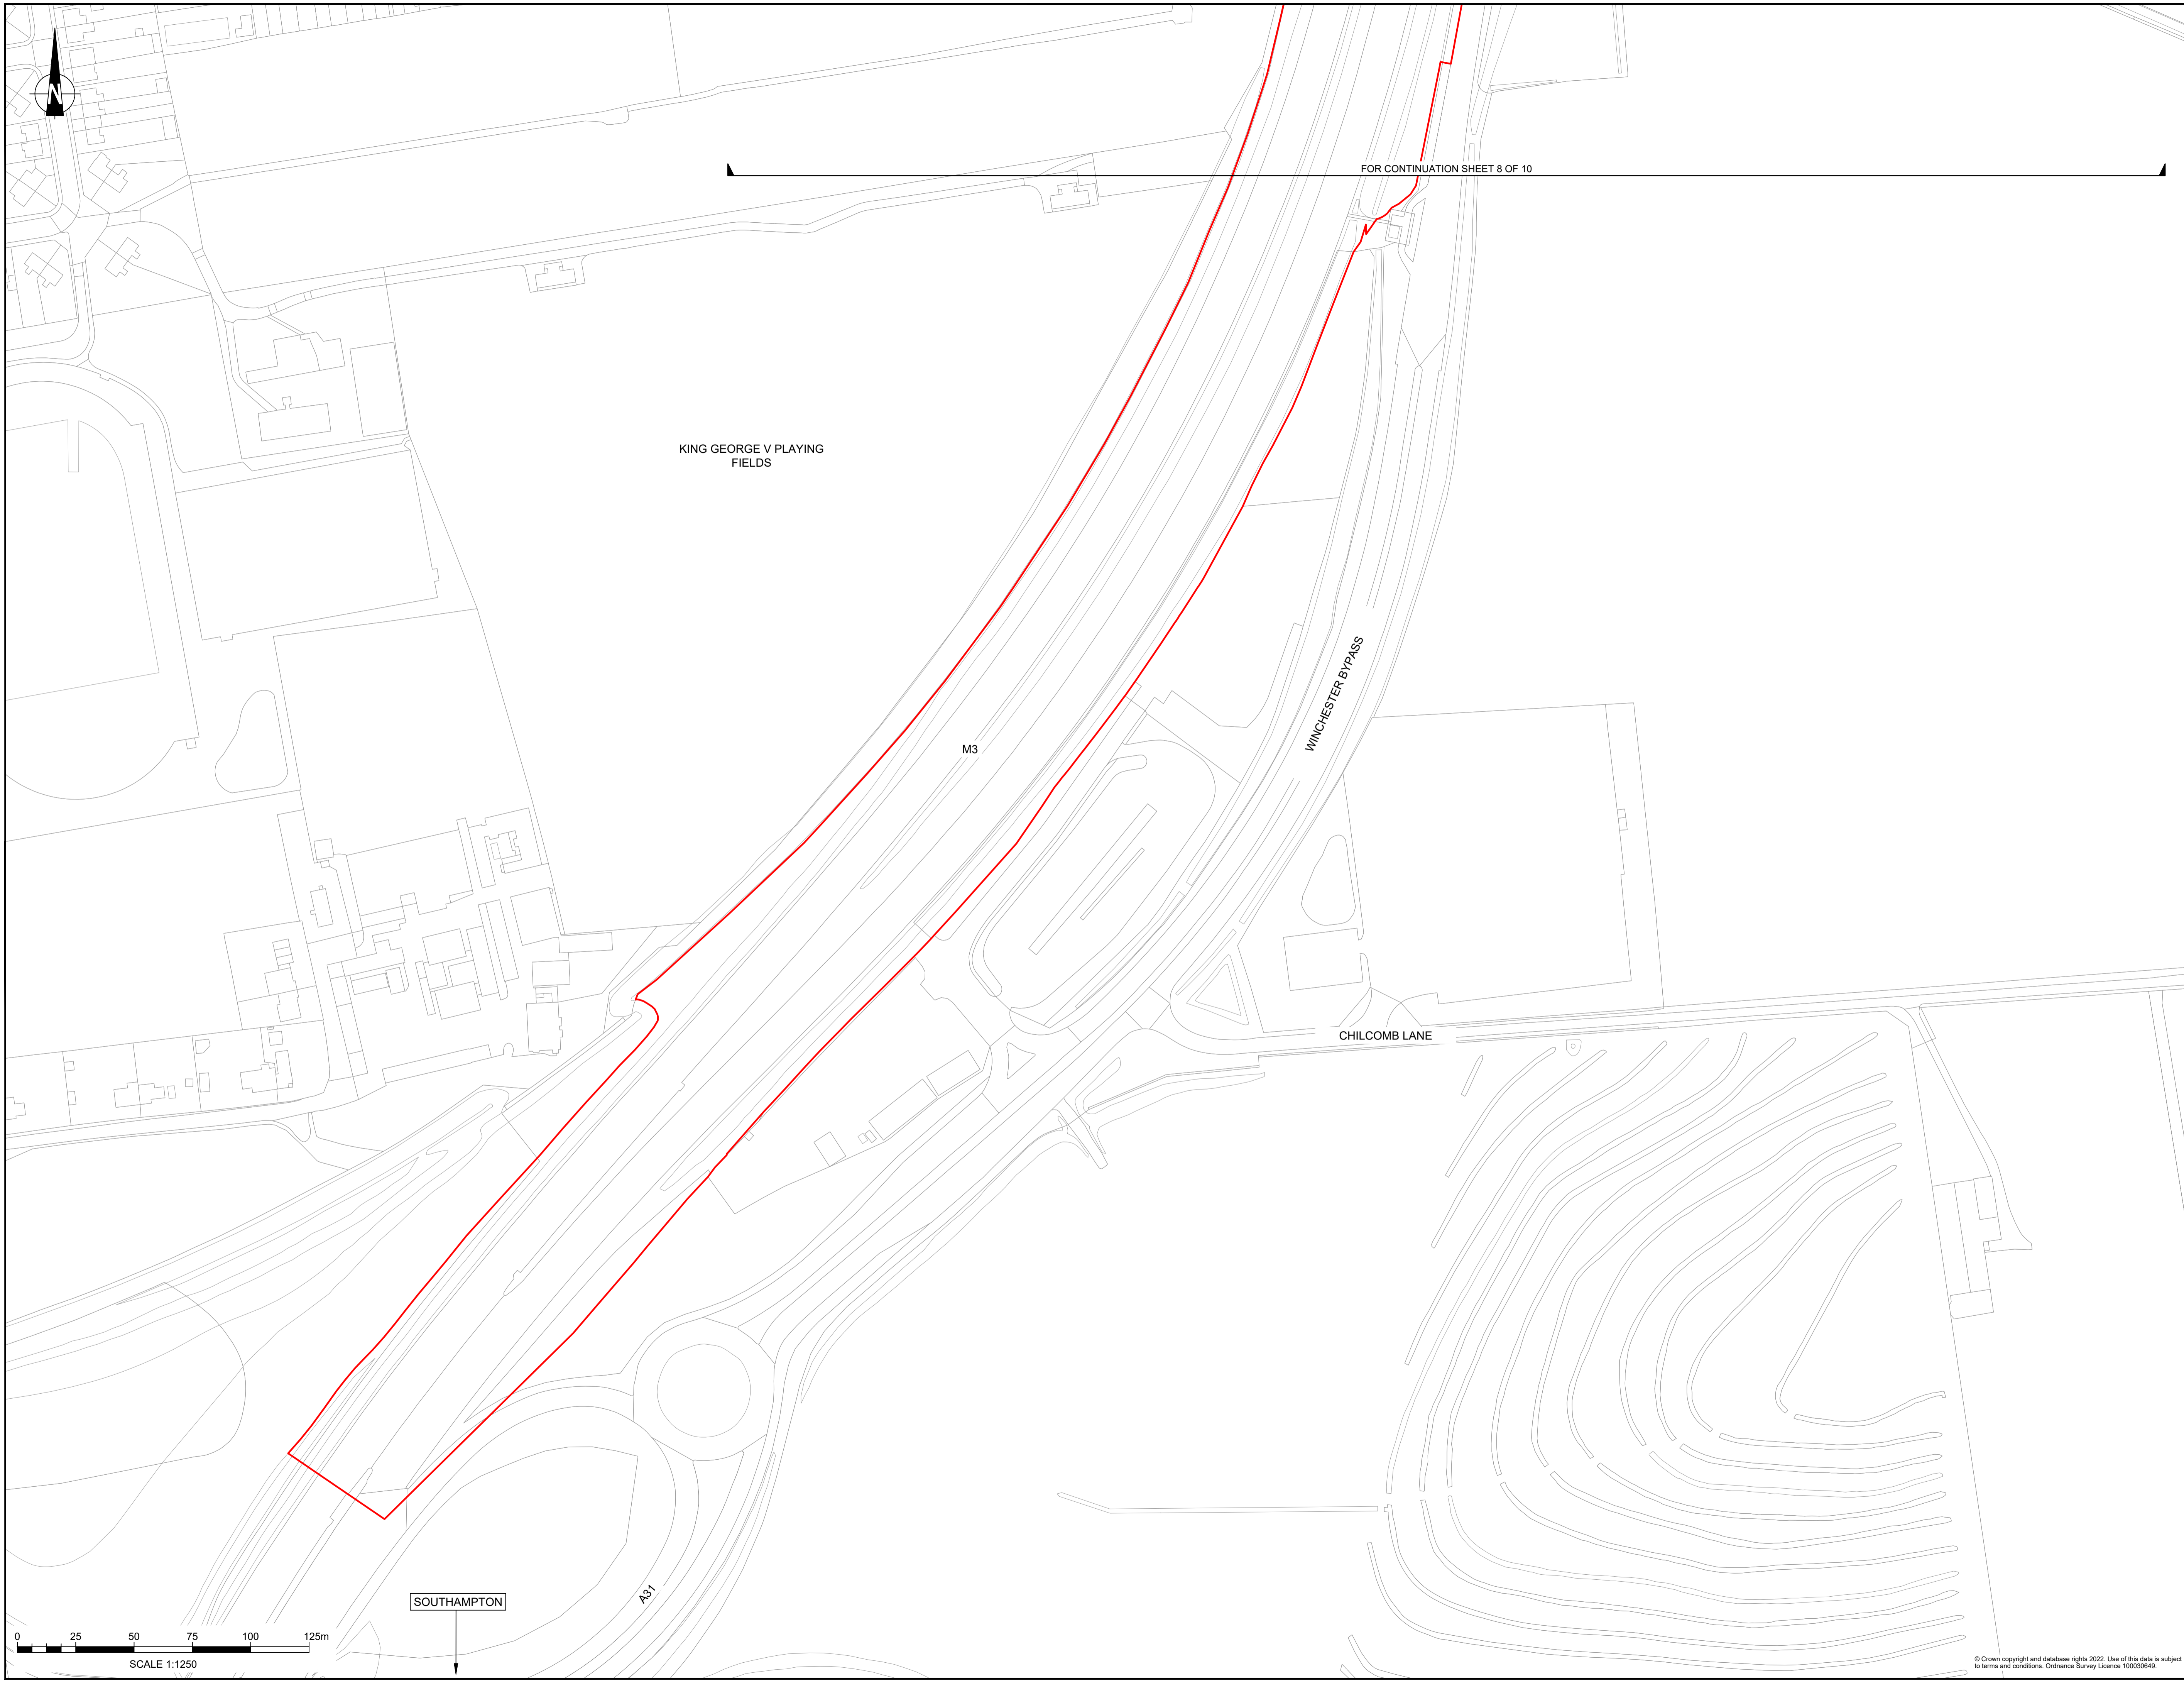 N
FOR CONTINUATION SHEET 8 OF 10
KING GEORGE V PLAYING
FIELDS
WINCHESTER BYPASS
M3
CHILCOMB LANE
A31
SOUTHAMPTON
0 25 50 75 100 125m
SCALE 1:1250
© Crown copyright and database rights 2022. Use of this data is subject
to terms and conditions. Ordnance Survey Licence 100030649.